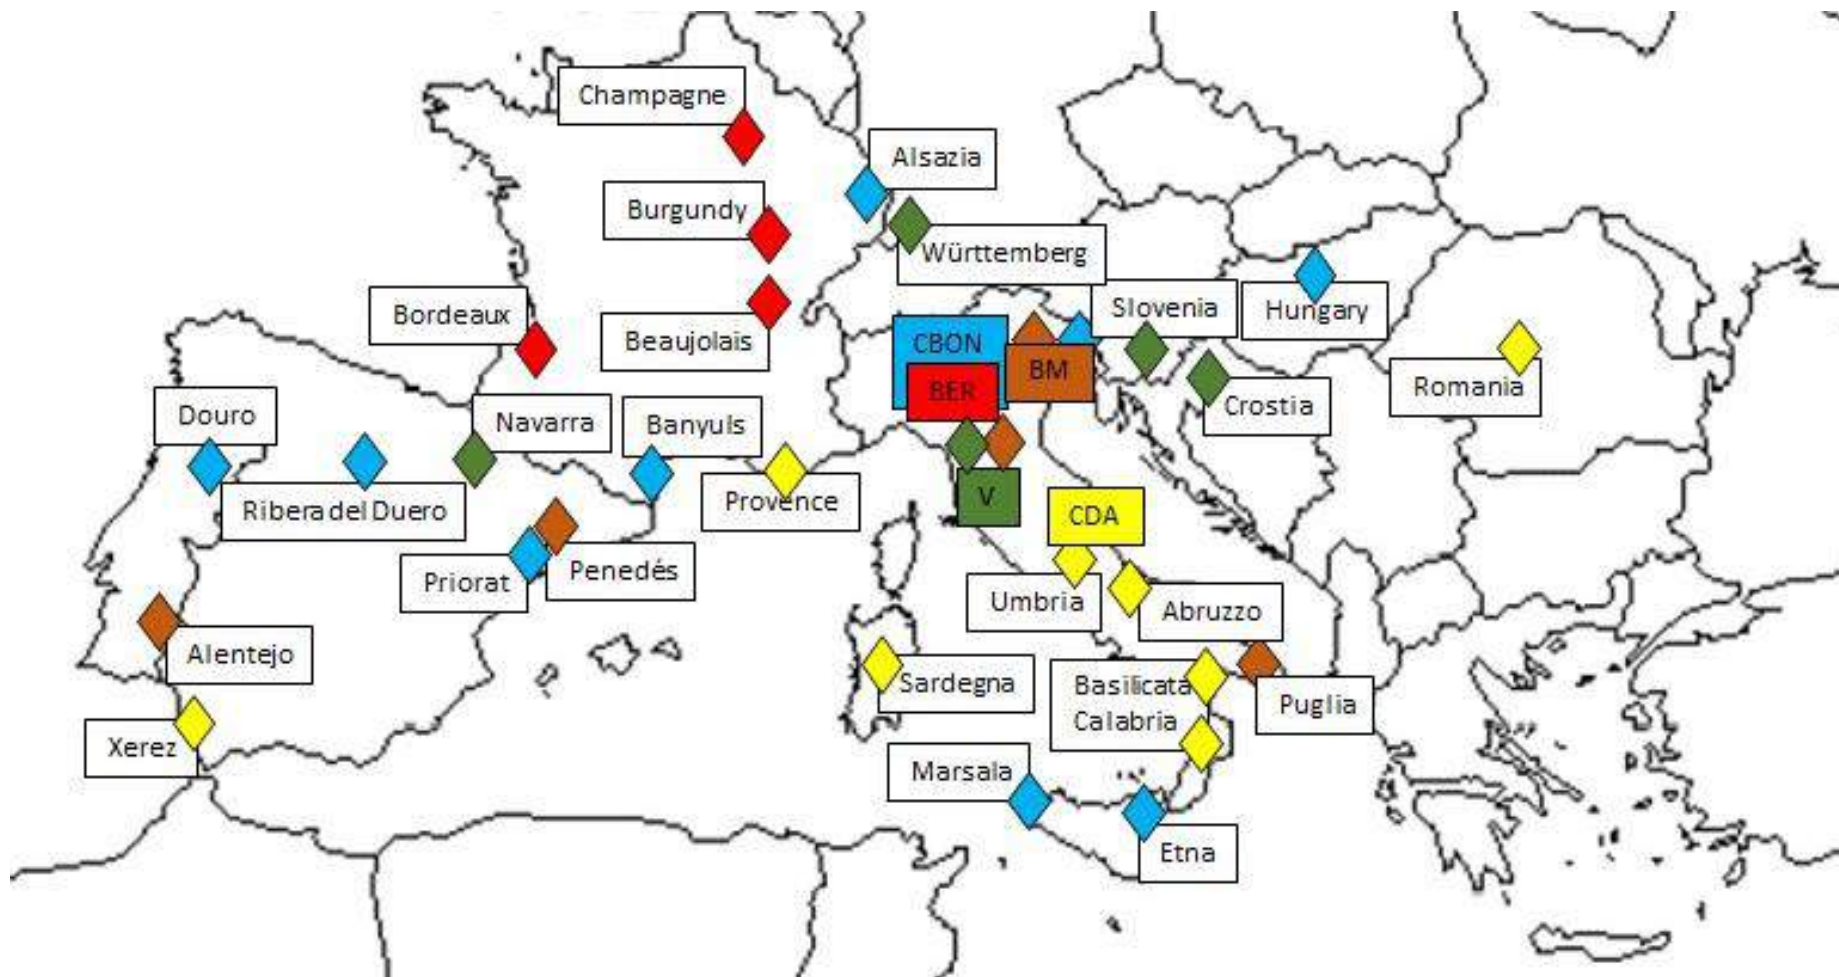 Champagne
Alsazia
Burgundy
Württemberg
Bordeaux
Beaujolais
Slovenia
Hungary
CBON
BER
BM
Romania
Crostia
Douro
Navarra
Banyuls
Ribera del Duero
Provence
V
CDA
Priorat
Penedés
Umbria
Abruzzo
Alentejo
Sardegna
Basilicata
Calabria
Puglia
Xerez
Marsala
Etna